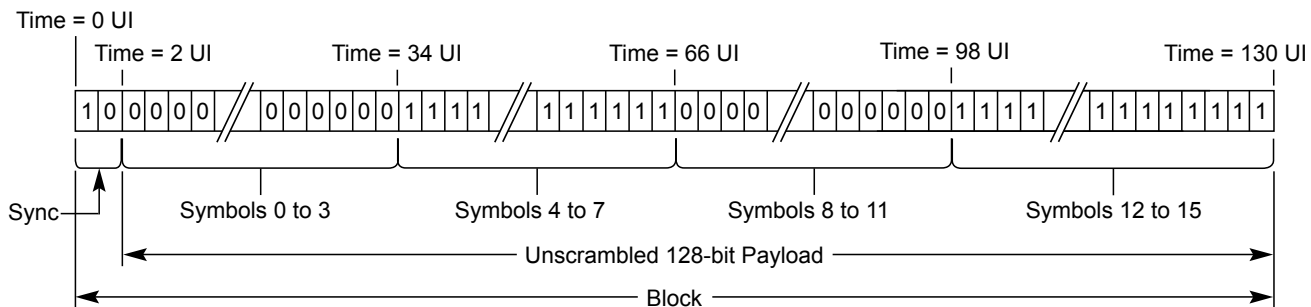 Time = 0 UI
Time = 2 UI Time = 34 UI Time = 66 UI Time = 98 UI Time = 130 UI
1 0 0 0 0 0 0 0 0 0 0 0 1 1 1 1 1 1 1 1 1 1 0 0 0 0 0 0 0 0 0 0 1 1 1 1 1 1 1 1 1 1 1 1
Sync Symbols 0 to 3 Symbols 4 to 7 Symbols 8 to 11 Symbols 12 to 15
Unscrambled 128-bit Payload
Block